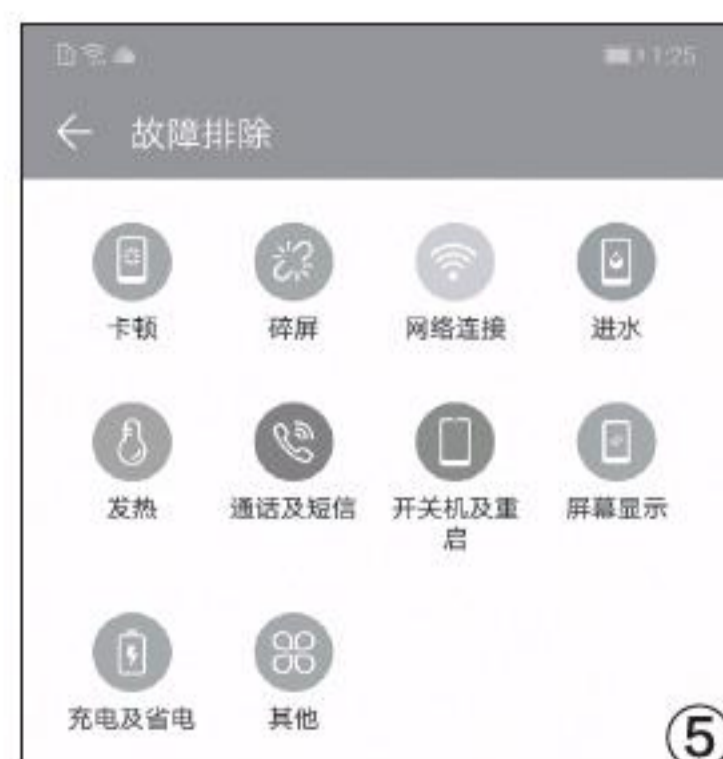 1:25
故障排除
卡顿
碎屏
网络连接
进水
发热
通话及短信
开关机及重
启
屏幕显示
充电及省电
其他
⑤